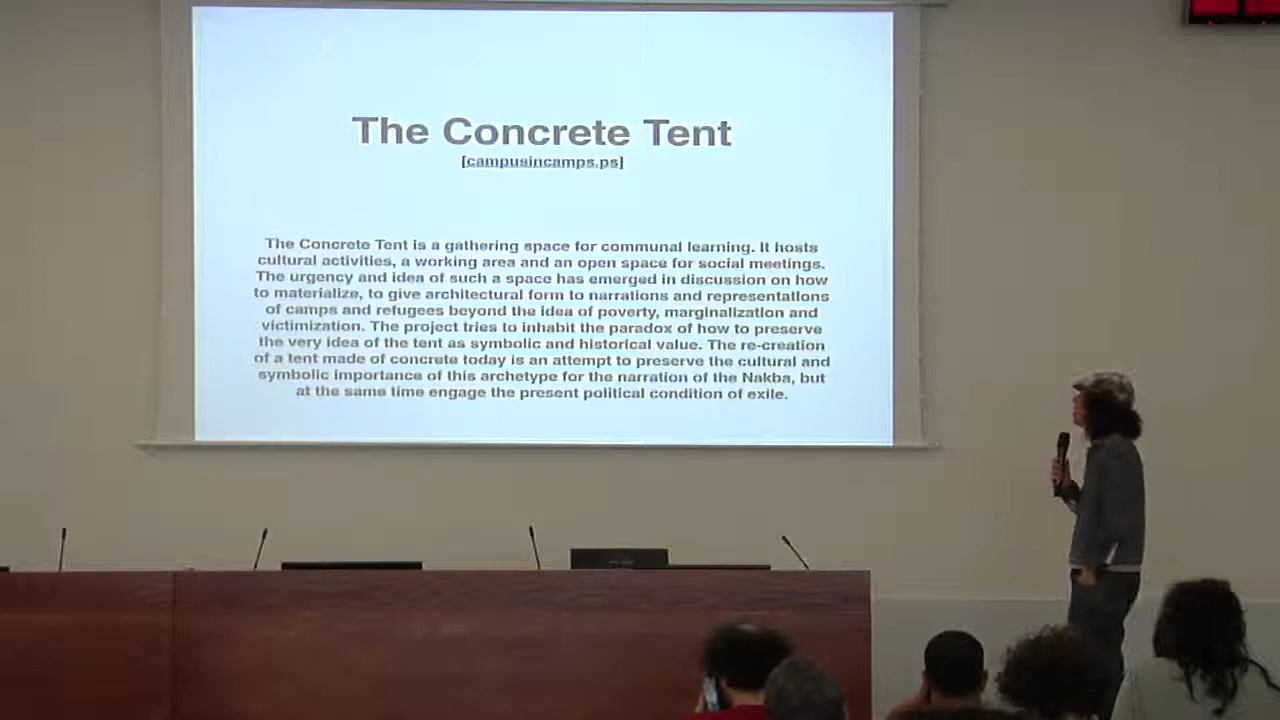 The Concrete Tent
[campusincamps.ps]
The Concrete Tent is a gathering space for communal learning. It hosts
cultural activities, a working area and an open space for social meetings.
The urgency and idea of such a space has emerged in discussion on how
to materialize, to give architectural form to narrations and representations
of camps and refugees beyond the idea of poverty, marginalization and
victimization. The project tries to inhabit the paradox of how to preserve
the very idea of the tent as symbolic and historical value. The re-creation
of a tent made of concrete today is an attempt to preserve the cultural and
symbolic importance of this archetype for the narration of the Nakba, but
at the same time engage the present political condition of exile.